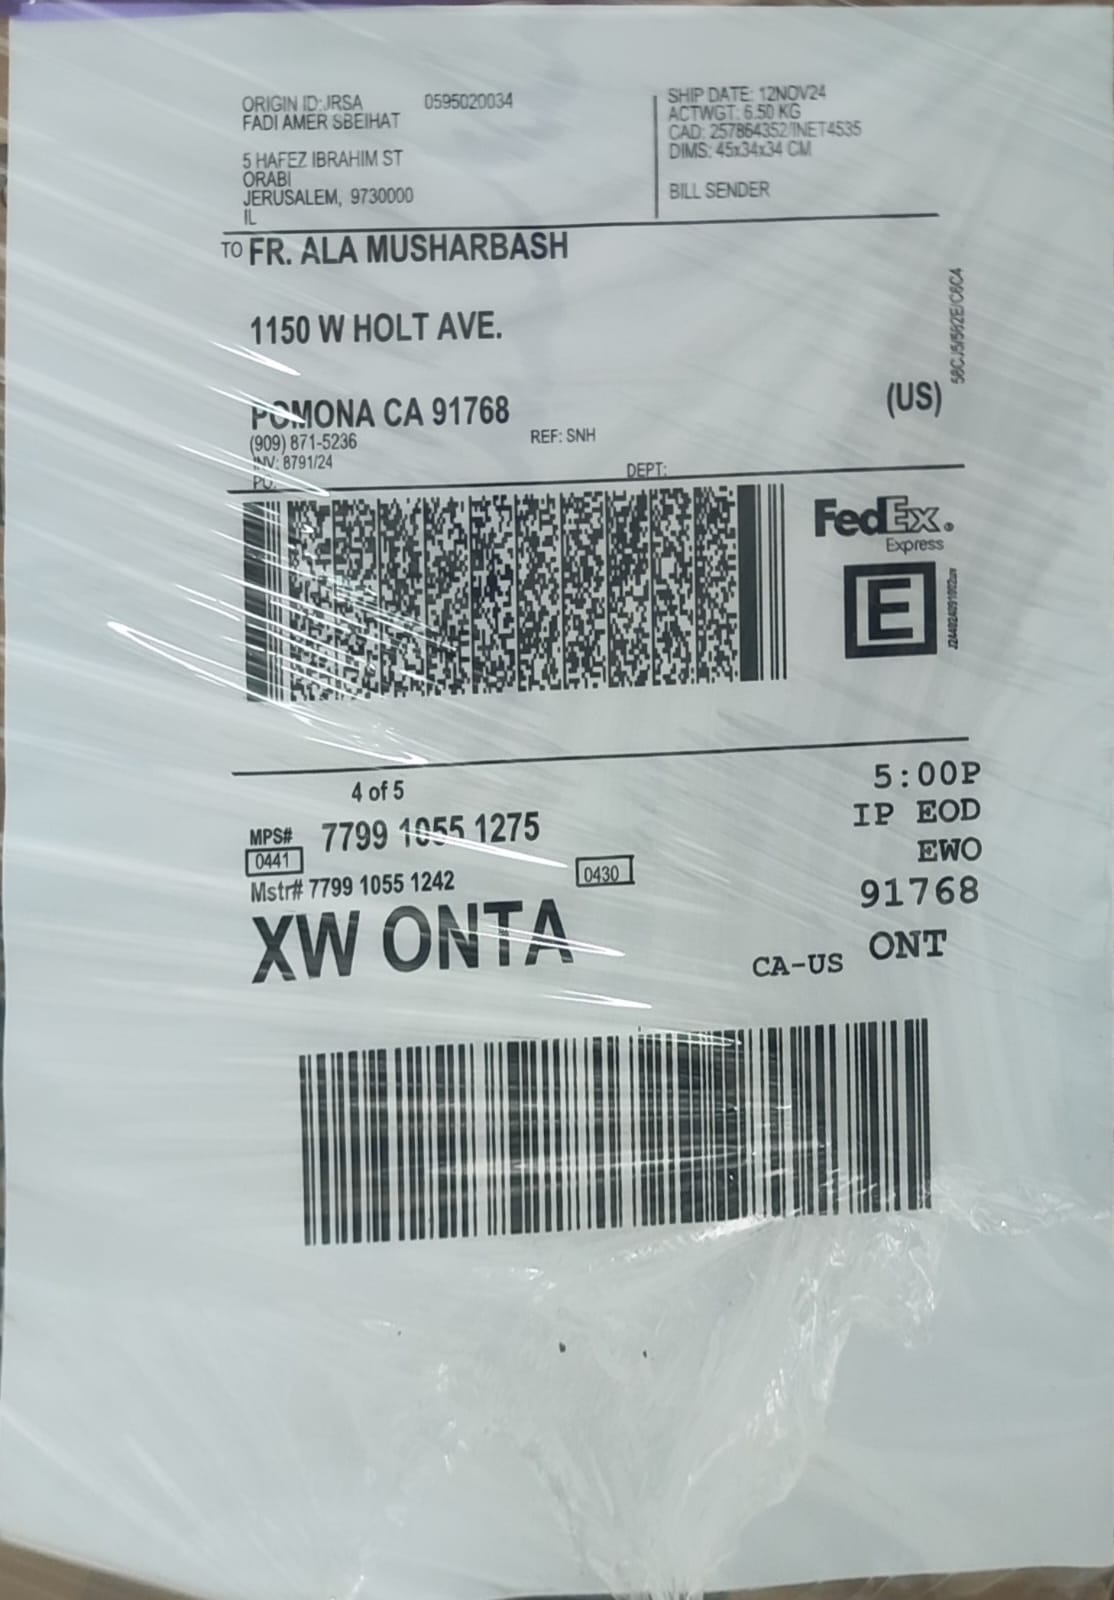 ORIGIN ID:JRSA 0595020034
FADI AMER SBEIHAT
5 HAFEZ IBRAHIM ST
ORABI
JERUSALEM, 9730000
IL
SHIP DATE: 12NOV24
ACTWGT: 6.50 KG
CAD: 257864352/INET4535
DIMS: 45x34x34 CM
BILL SENDER
TO FR. ALA MUSHARBASH
1150 W HOLT AVE.
POMONA CA 91768
(US)
(909) 871-5236
REF: SNH
INV: 8791/24
PO:
DEPT:
58CJ5/582E/C6C4
FedEx®
Express
E
4 of 5
MPS# 7799 1055 1275
0441
Mstr# 7799 1055 1242
0430
XW ONTA
5:00P
IP EOD
EWO
91768
CA-US ONT